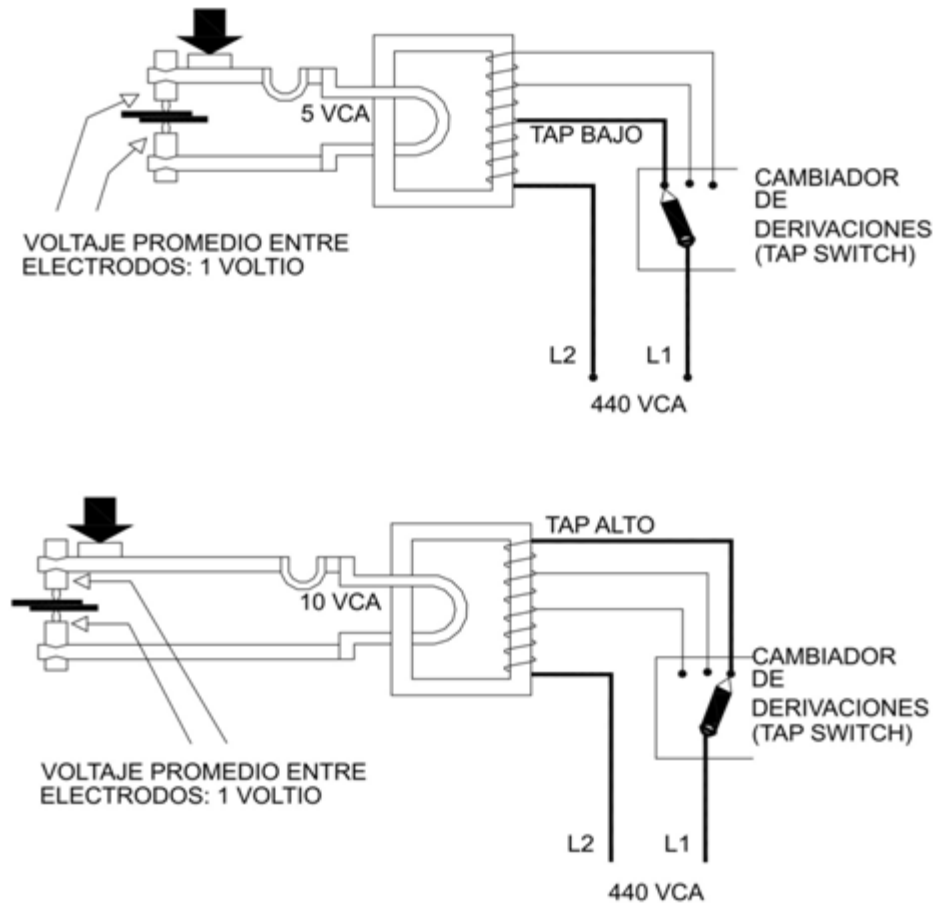 5 VCA
TAP BAJO
CAMBIADOR
DE
DERIVACIONES
(TAP SWITCH)
VOLTAJE PROMEDIO ENTRE
ELECTRODOS: 1 VOLTIO
L2
L1
440 VCA
TAP ALTO
10 VCA
CAMBIADOR
DE
DERIVACIONES
(TAP SWITCH)
VOLTAJE PROMEDIO ENTRE
ELECTRODOS: 1 VOLTIO
L2
L1
440 VCA